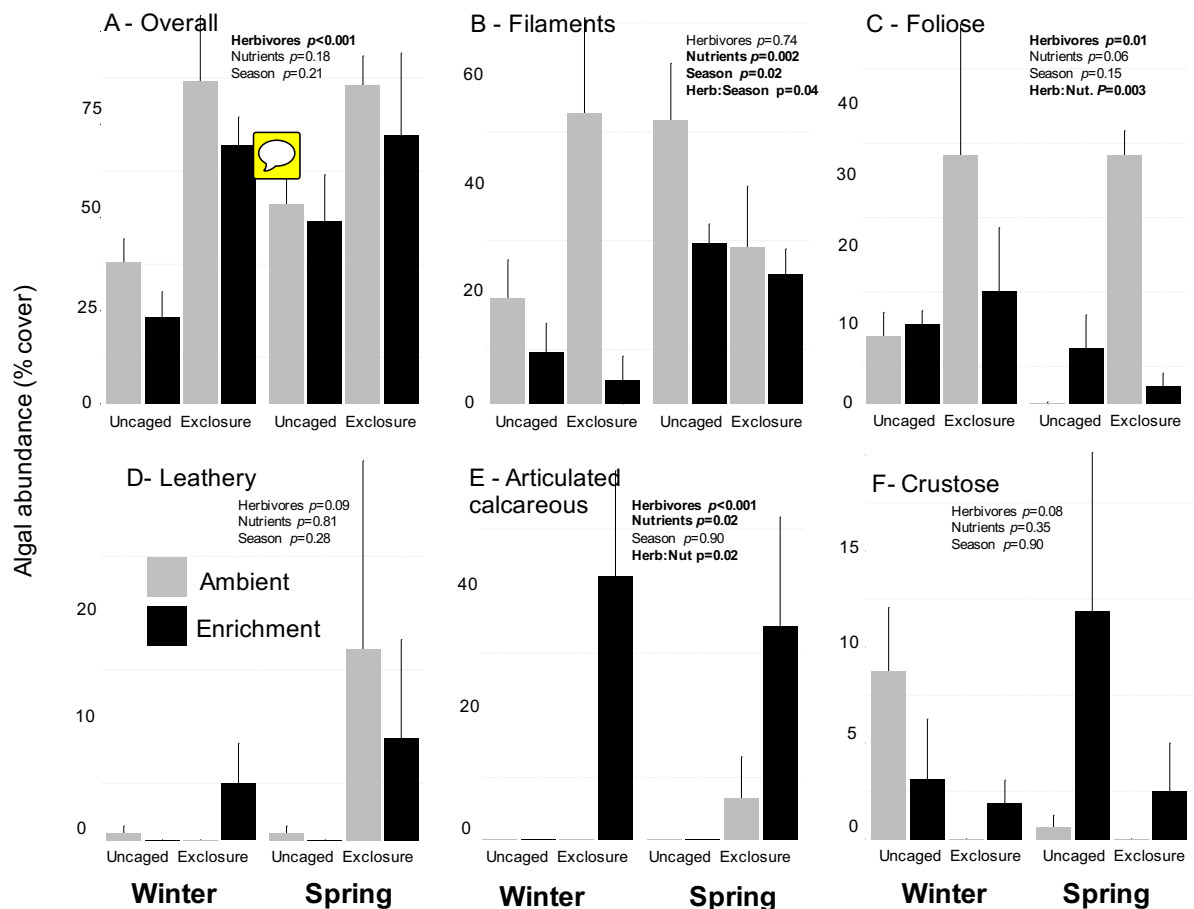 A - Overall
Herbivores p<0.001
Nutrients p=0.18
Season p=0.21
75
50
25
0
Uncaged Exclosure Uncaged Exclosure
B - Filaments
Herbivores p=0.74
Nutrients p=0.002
Season p=0.02
Herb:Season p=0.04
60
40
20
0
Uncaged Exclosure Uncaged Exclosure
C - Foliose
Herbivores p=0.01
Nutrients p=0.06
Season p=0.15
Herb:Nut. P=0.003
40
30
20
10
0
Uncaged Exclosure Uncaged Exclosure
Algal abundance (% cover)
D- Leathery
Herbivores p=0.09
Nutrients p=0.81
Season p=0.28
Ambient
Enrichment
20
10
0
Uncaged Exclosure Uncaged Exclosure
Winter Spring
E - Articulated
calcareous
Herbivores p<0.001
Nutrients p=0.02
Season p=0.90
Herb:Nut p=0.02
40
20
0
Uncaged Exclosure Uncaged Exclosure
Winter Spring
F- Crustose
Herbivores p=0.08
Nutrients p=0.35
Season p=0.90
15
10
5
0
Uncaged Exclosure Uncaged Exclosure
Winter Spring